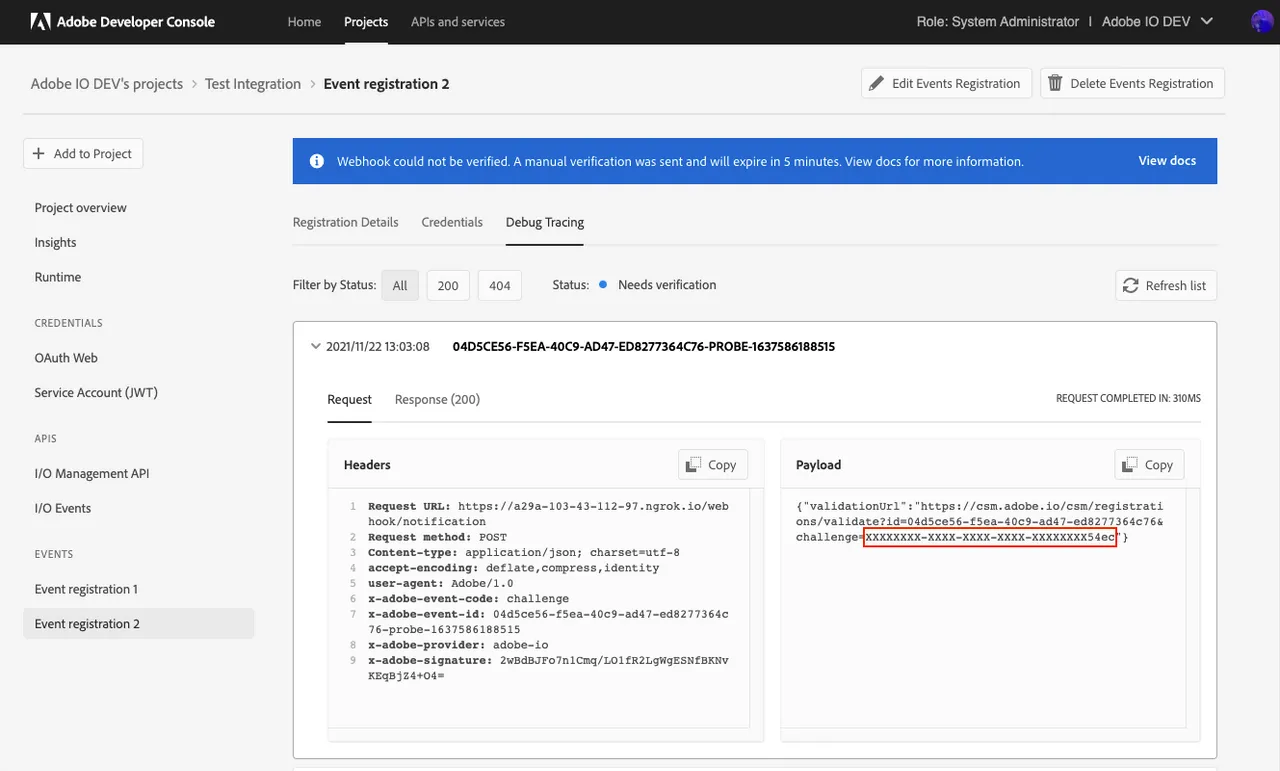 Adobe Developer Console
Home Projects APIs and services
Role: System Administrator | Adobe IO DEV
Adobe IO DEV's projects > Test Integration > Event registration 2
Edit Events Registration
Delete Events Registration
+ Add to Project
Project overview
Insights
Runtime
CREDENTIALS
OAuth Web
Service Account (JWT)
APIS
I/O Management API
I/O Events
EVENTS
Event registration 1
Event registration 2
Webhook could not be verified. A manual verification was sent and will expire in 5 minutes. View docs for more information.
View docs
Registration Details Credentials Debug Tracing
Filter by Status: All 200 404 Status: Needs verification
Refresh list
2021/11/22 13:03:08 04D5CE56-F5EA-40C9-AD47-ED8277364C76-PROBE-1637586188515
Request Response (200)
REQUEST COMPLETED IN: 310MS
Headers
Copy
1 Request URL: https://a29a-103-43-112-97.ngrok.io/web
hook/notification
2 Request method: POST
3 Content-type: application/json; charset=utf-8
4 accept-encoding: deflate,compress,identity
5 user-agent: Adobe/1.0
6 x-adobe-event-code: challenge
7 x-adobe-event-id: 04d5ce56-f5ea-40c9-ad47-ed8277364c
76-probe-1637586188515
8 x-adobe-provider: adobe-io
9 x-adobe-signature: 2wBdBJFo7n1Cmq/LO1fR2LgWgESNfBKNv
KEqBjZ4+O4=
Payload
Copy
{"validationUrl":"https://csm.adobe.io/csm/registrati
ons/validate?id=04d5ce56-f5ea-40c9-ad47-ed8277364c76&
challenge=XXXXXXXX-XXXX-XXXX-XXXX-XXXXXXXX54ec"}